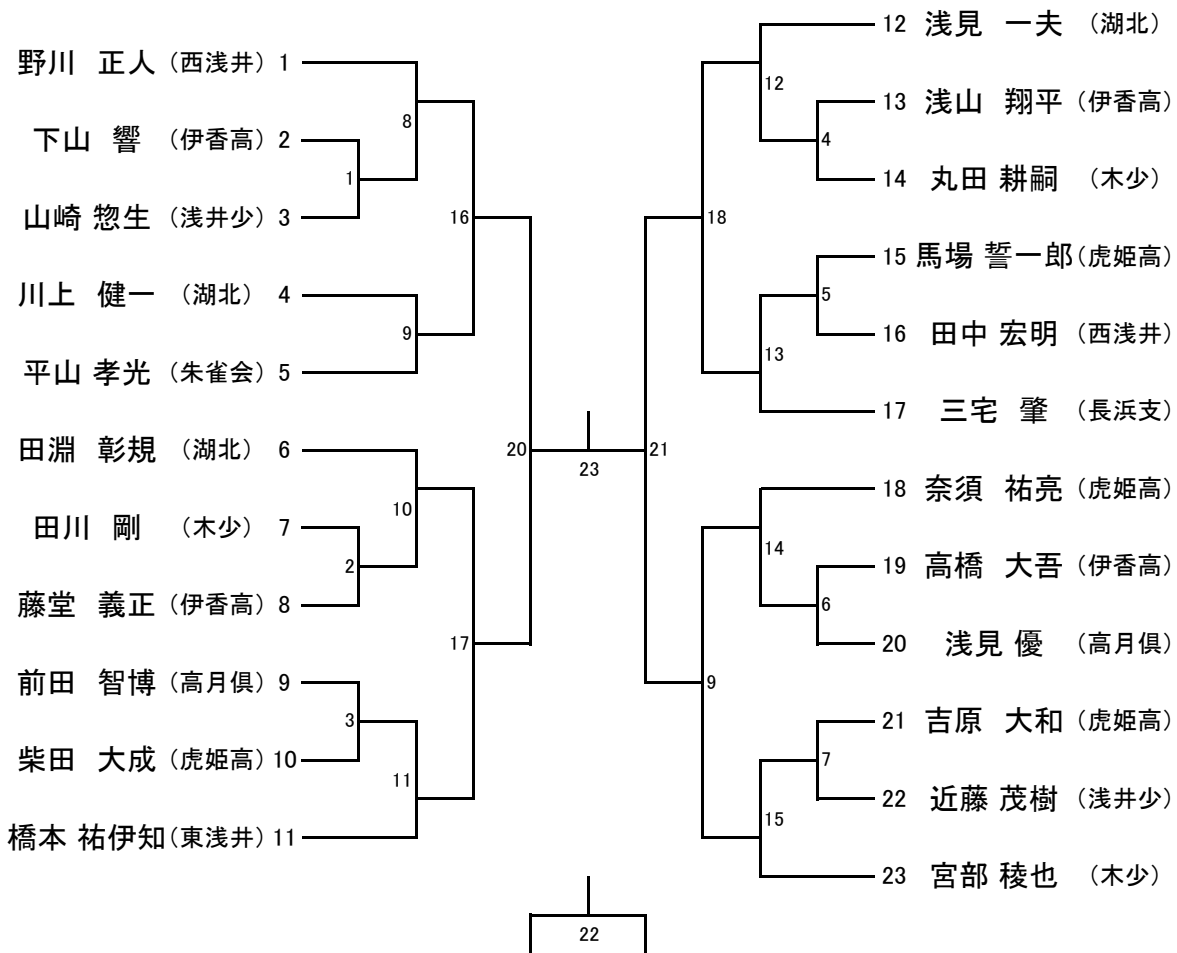 野川 正人 （西浅井） 1
下山 響 （伊香高） 2
山崎 惣生 （浅井少） 3
川上 健一 （湖北） 4
平山 孝光 （朱雀会） 5
田淵 彰規 （湖北） 6
田川 剛 （木少） 7
藤堂 義正 （伊香高） 8
前田 智博 （高月倶） 9
柴田 大成 （虎姫高） 10
橋本 祐伊知 （東浅井） 11
1
2
3
8
9
10
11
16
17
20
23
22
21
18
9
12
13
14
15
4
5
6
7
12 浅見 一夫 （湖北）
13 浅山 翔平 （伊香高）
14 丸田 耕嗣 （木少）
15 馬場 誓一郎 （虎姫高）
16 田中 宏明 （西浅井）
17 三宅 肇 （長浜支）
18 奈須 祐亮 （虎姫高）
19 高橋 大吾 （伊香高）
20 浅見 優 （高月倶）
21 吉原 大和 （虎姫高）
22 近藤 茂樹 （浅井少）
23 宮部 稜也 （木少）